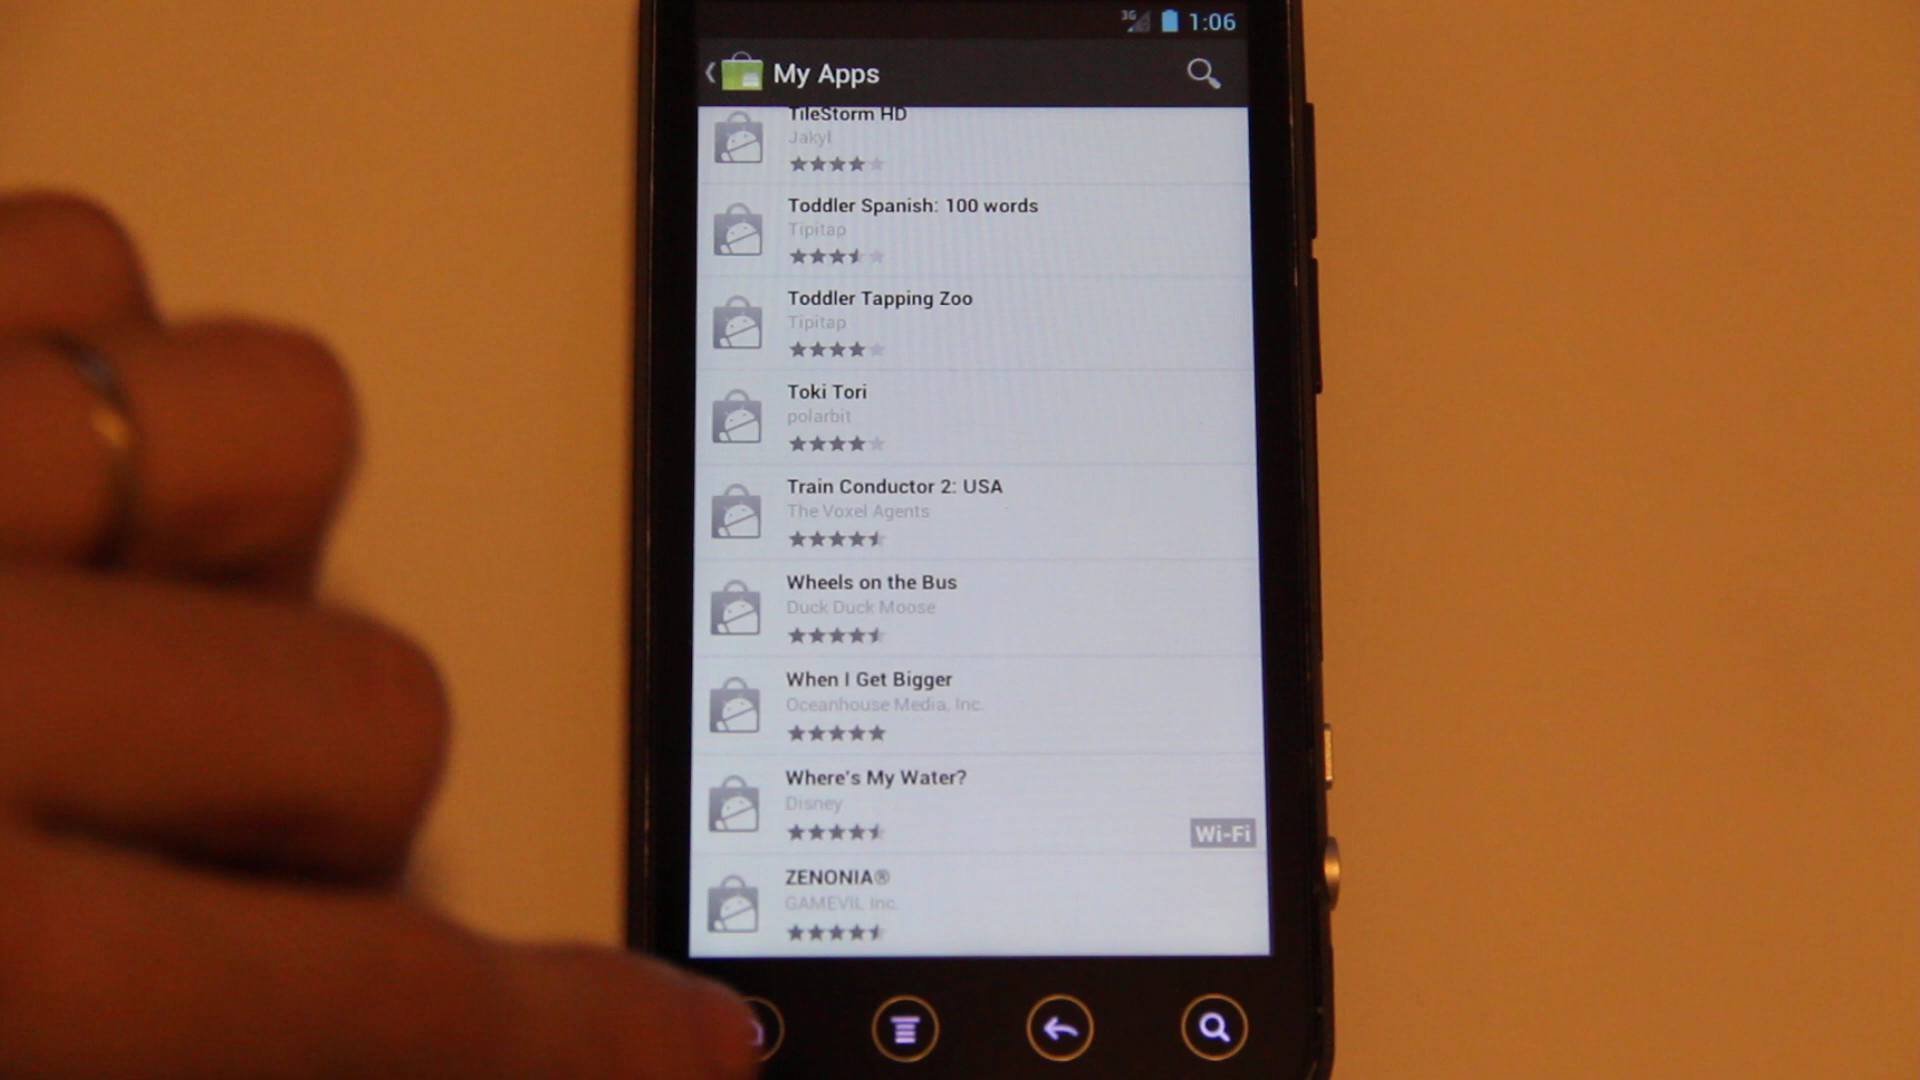 3G 1:06
My Apps
TileStorm HD
Jakyl
Toddler Spanish: 100 words
Tipitap
Toddler Tapping Zoo
Tipitap
Toki Tori
polarbit
Train Conductor 2: USA
The Voxel Agents
Wheels on the Bus
Duck Duck Moose
When I Get Bigger
Oceanhouse Media, Inc.
Where's My Water?
Disney
Wi-Fi
ZENONIA®
GAMEVIL Inc.